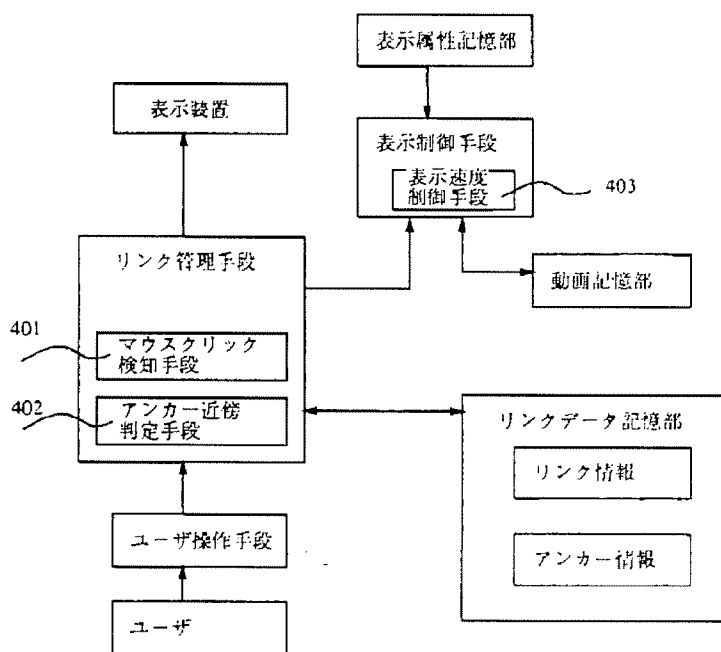 表示属性記憶部
表示装置
表示制御手段
表示速度
制御手段
403
リンク管理手段
動画記憶部
401
マウスクリック
検知手段
402
アンカー近傍
判定手段
リンクデータ記憶部
リンク情報
ユーザ操作手段
アンカー情報
ユーザ